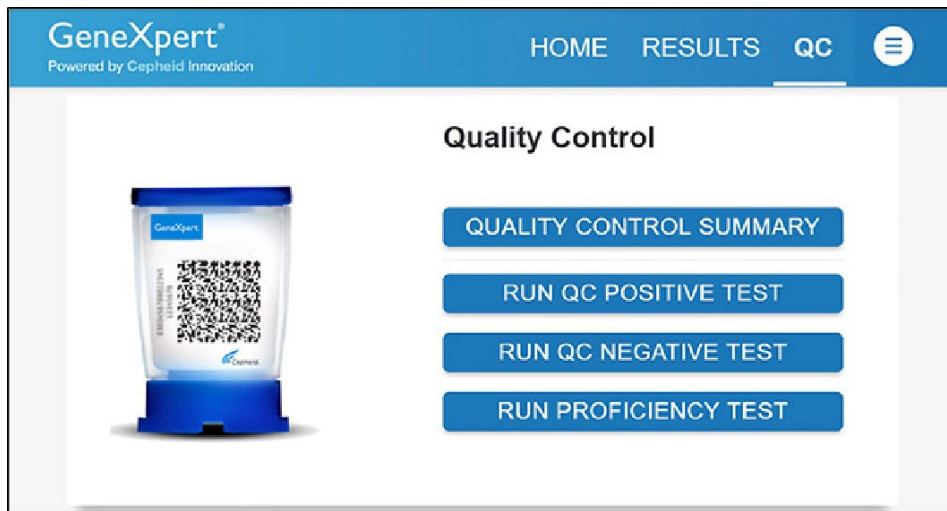 GeneXpert®
Powered by Cepheid Innovation
HOME RESULTS QC
Quality Control
GeneXpert
Cepheid
QUALITY CONTROL SUMMARY
RUN QC POSITIVE TEST
RUN QC NEGATIVE TEST
RUN PROFICIENCY TEST